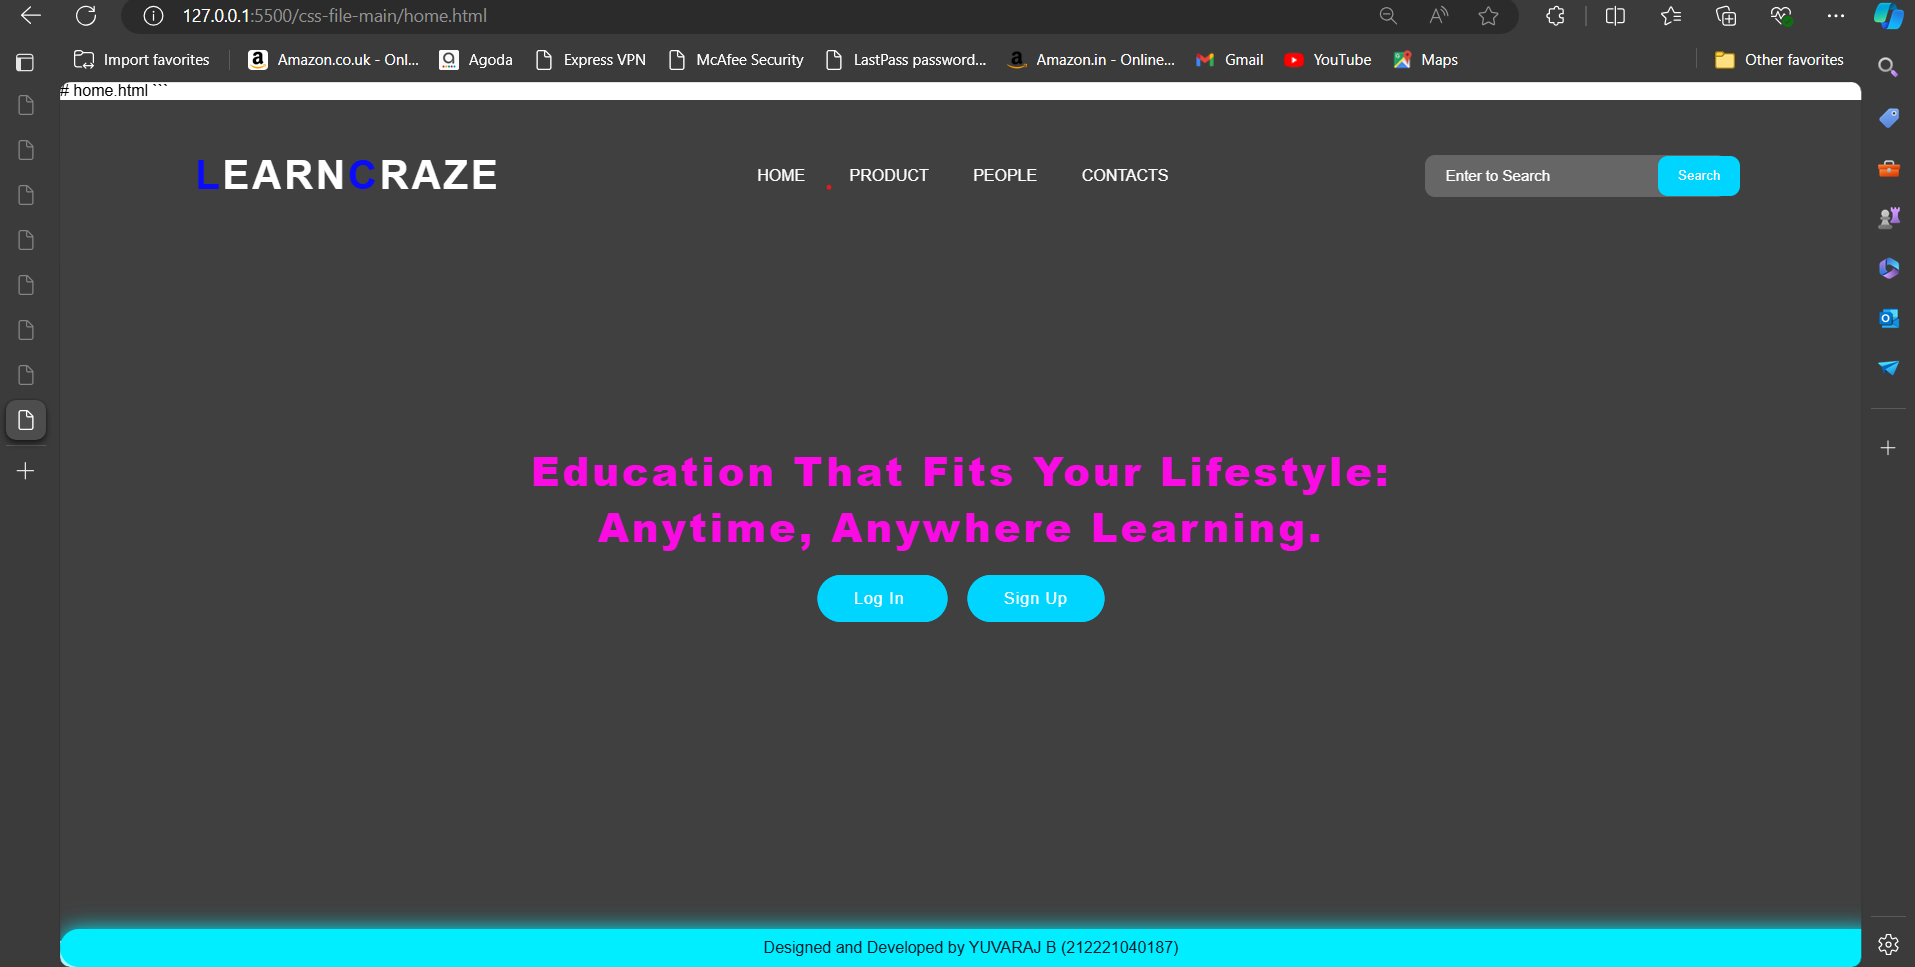 127.0.0.1:5500/css-file-main/home.html
Import favorites Amazon.co.uk - Onl... Agoda Express VPN McAfee Security LastPass password... Amazon.in - Online... Gmail YouTube Maps Other favorites
# home.html ```
LEARNCRAZE HOME PRODUCT PEOPLE CONTACTS Enter to Search Search
Education That Fits Your Lifestyle:
Anytime, Anywhere Learning.
Log In Sign Up
Designed and Developed by YUVARAJ B (212221040187)